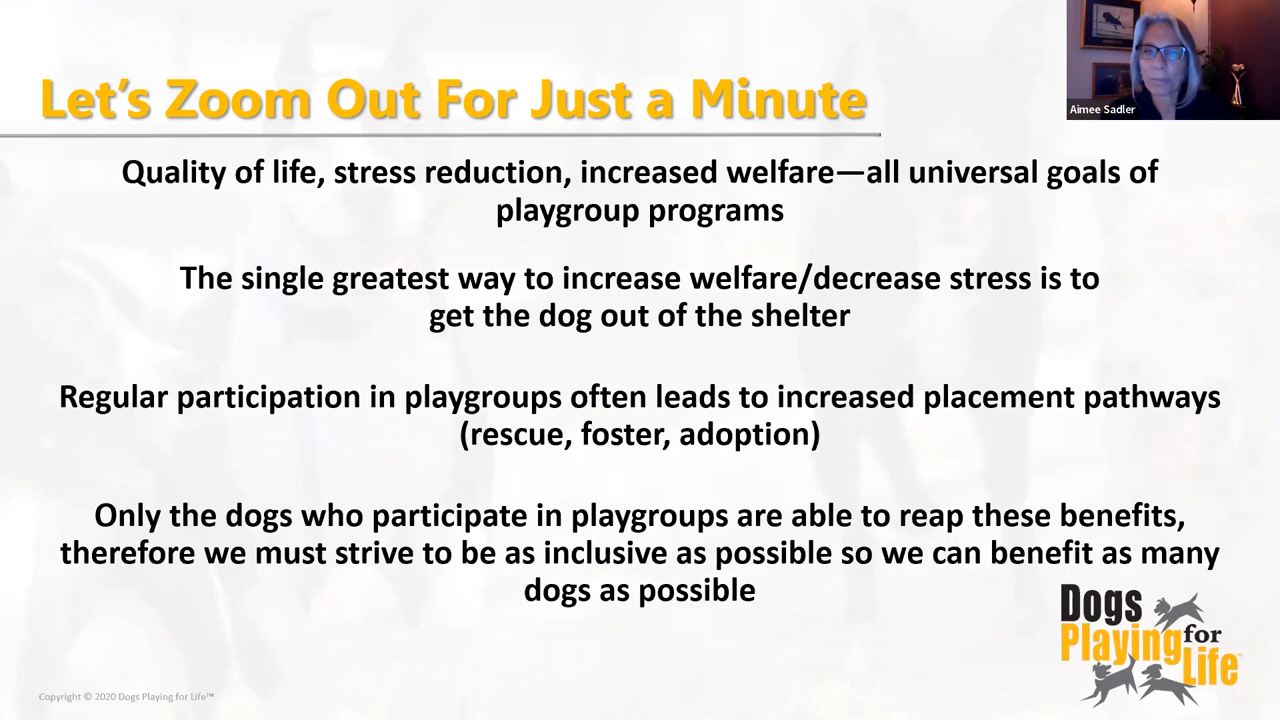 Let's Zoom Out For Just a Minute
Aimee Sadler
Quality of life, stress reduction, increased welfare—all universal goals of
playgroup programs
The single greatest way to increase welfare/decrease stress is to
get the dog out of the shelter
Regular participation in playgroups often leads to increased placement pathways
(rescue, foster, adoption)
Only the dogs who participate in playgroups are able to reap these benefits,
therefore we must strive to be as inclusive as possible so we can benefit as many
dogs as possible
Dogs
Playing for
Life™
Copyright © 2020 Dogs Playing for Life™